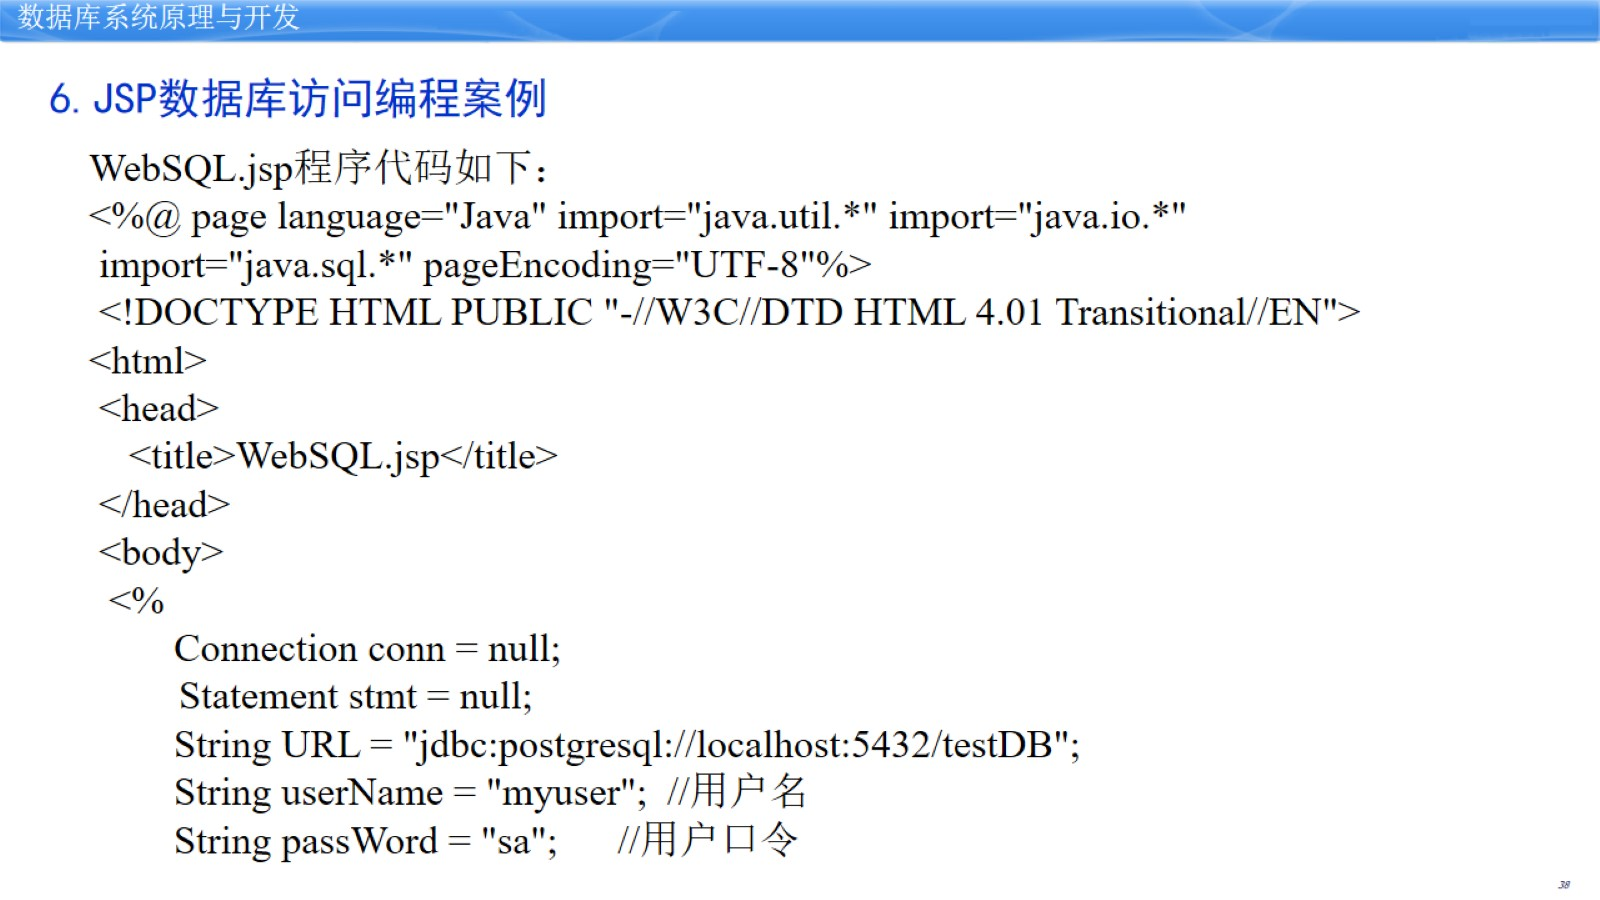 数据库系统原理与开发
6. JSP数据库访问编程案例
WebSQL.jsp程序代码如下：
<%@ page language="Java" import="java.util.*" import="java.io.*"
import="java.sql.*" pageEncoding="UTF-8"%>
<!DOCTYPE HTML PUBLIC "-//W3C//DTD HTML 4.01 Transitional//EN">
<html>
<head>
<title>WebSQL.jsp</title>
</head>
<body>
<%
Connection conn = null;
Statement stmt = null;
String URL = "jdbc:postgresql://localhost:5432/testDB";
String userName = "myuser"; //用户名
String passWord = "sa"; //用户口令
38